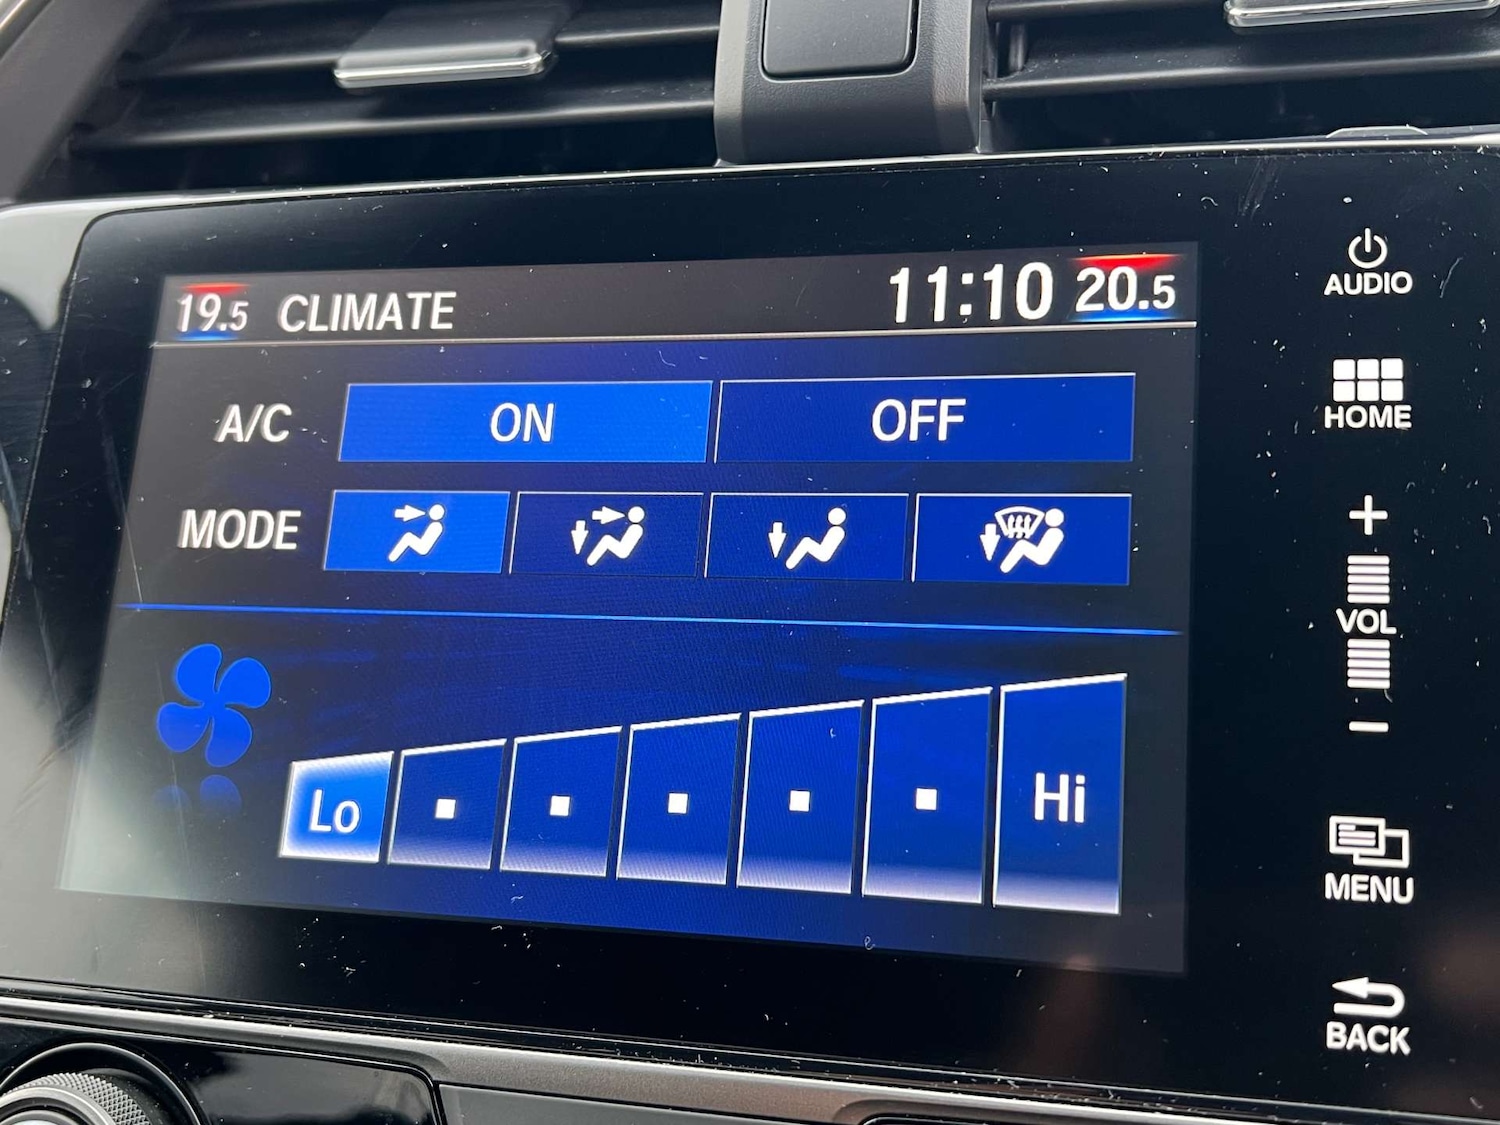 19.5 CLIMATE 11:10 20.5
A/C ON OFF
MODE
Lo Hi
AUDIO
HOME
+
VOL
−
MENU
BACK